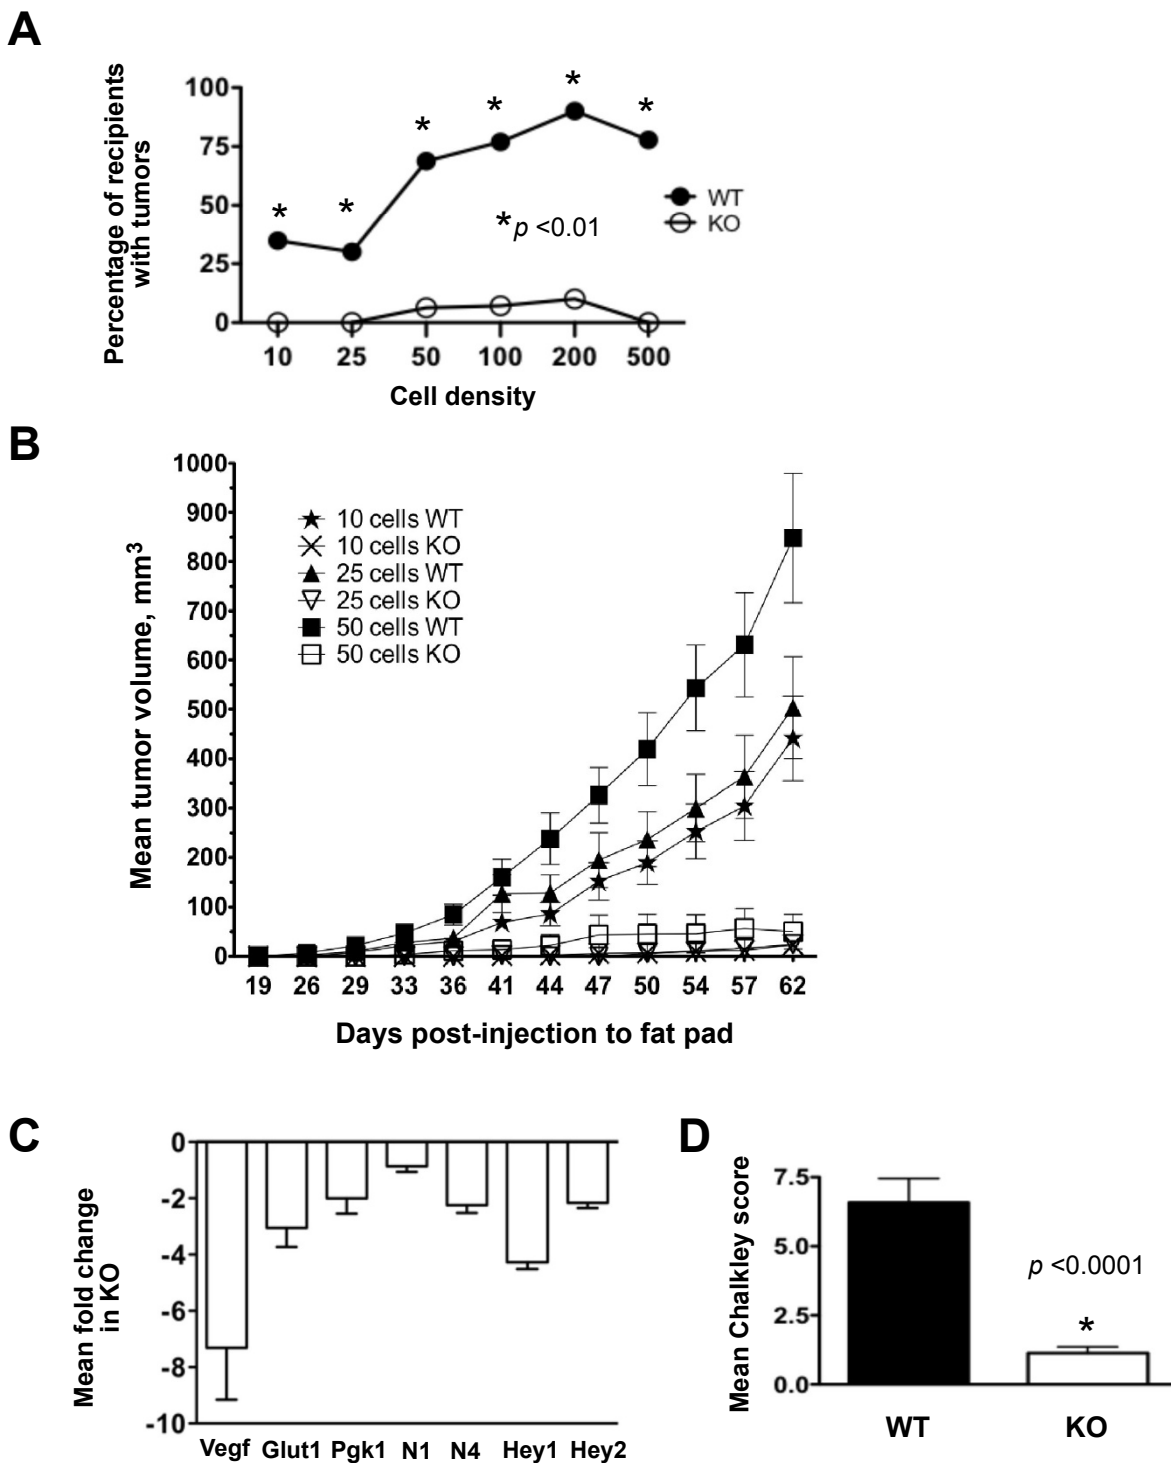 A
Percentage of recipients
with tumors
100
75
50
25
0
*
*
*
*
*
*
*p <0.01
WT
KO
10 25 50 100 200 500
Cell density
B
Mean tumor volume, mm³
1000
900
800
700
600
500
400
300
200
100
0
10 cells WT
10 cells KO
25 cells WT
25 cells KO
50 cells WT
50 cells KO
19 26 29 33 36 41 44 47 50 54 57 62
Days post-injection to fat pad
C
Mean fold change
in KO
0
-2
-4
-6
-8
-10
Vegf Glut1 Pgk1 N1 N4 Hey1 Hey2
D
Mean Chalkley score
7.5
5.0
2.5
0.0
p <0.0001
*
WT KO